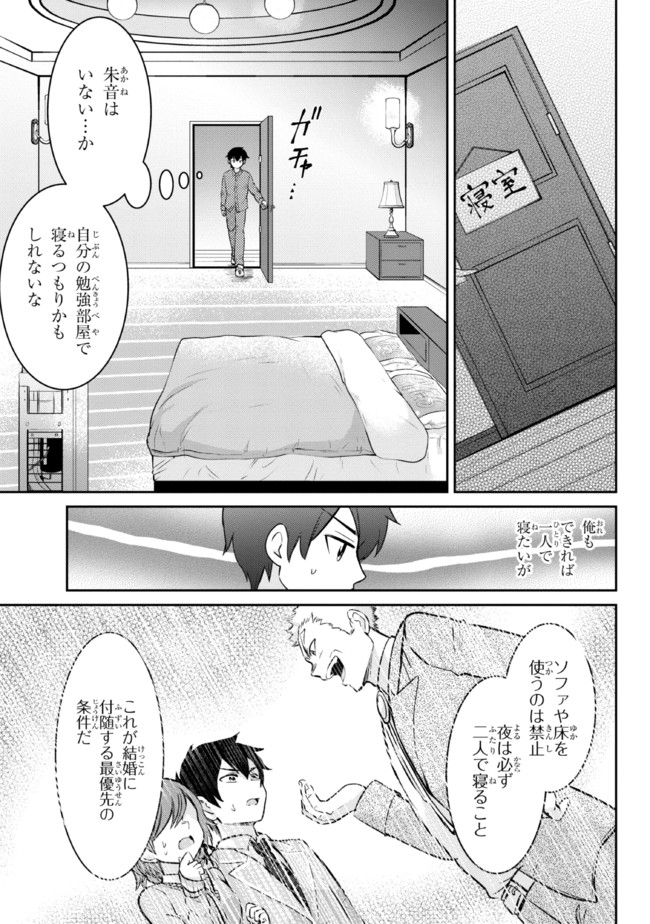 寝室
ガチャ…
朱音は
いない…か
自分の勉強部屋で
寝るつもりかも
しれないな
俺も
できれば
一人で
寝たいが
ソファや床を
使うのは禁止
夜は必ず
二人で寝ること
これが結婚に
付随する最優先の
条件だ